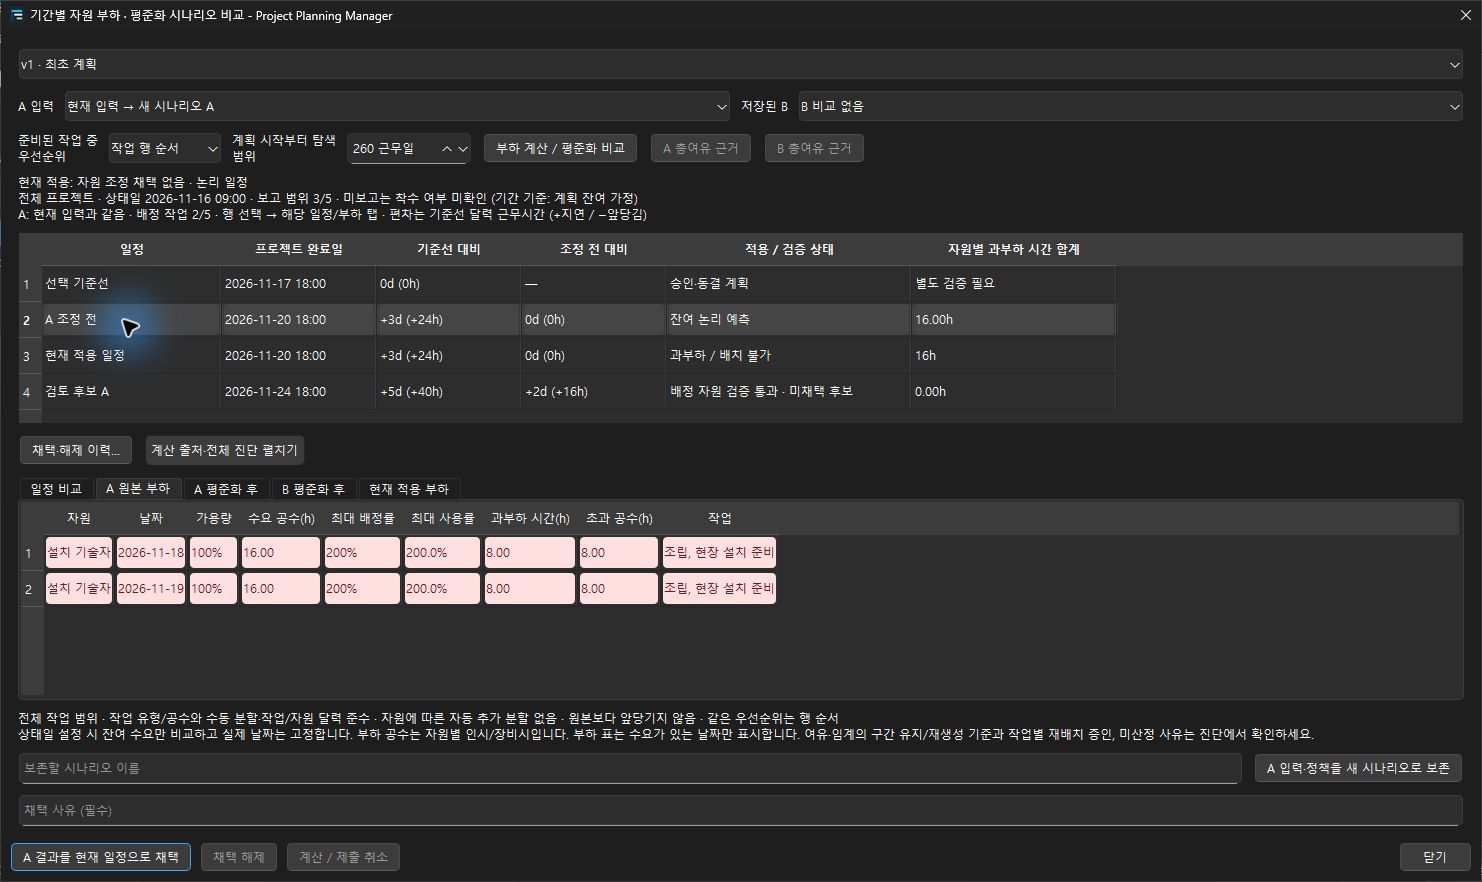 기간별 자원 부하 · 평준화 시나리오 비교 - Project Planning Manager
v1 · 최초 계획
A 입력 현재 입력 → 새 시나리오 A 저장된 B B 비교 없음
준비된 작업 중 우선순위 작업 행 순서 계획 시작부터 탐색 범위 260 근무일 부하 계산 / 평준화 비교 A 총여유 근거 B 총여유 근거
현재 적용: 자원 조정 채택 없음 · 논리 일정
전체 프로젝트 · 상태일 2026-11-16 09:00 · 보고 범위 3/5 · 미보고는 착수 여부 미확인 (기간 기준: 계획 잔여 가정)
A: 현재 입력과 같음 · 배정 작업 2/5 · 행 선택 → 해당 일정/부하 탭 · 편차는 기준선 달력 근무시간 (+지연 / −앞당김)
일정 프로젝트 완료일 기준선 대비 조정 전 대비 적용 / 검증 상태 자원별 과부하 시간 합계
1 선택 기준선 2026-11-17 18:00 0d (0h) — 승인·동결 계획 별도 검증 필요
2 A 조정 전 2026-11-20 18:00 +3d (+24h) 0d (0h) 잔여 논리 예측 16.00h
3 현재 적용 일정 2026-11-20 18:00 +3d (+24h) 0d (0h) 과부하 / 배치 불가 16h
4 검토 후보 A 2026-11-24 18:00 +5d (+40h) +2d (+16h) 배정 자원 검증 통과 · 미채택 후보 0.00h
채택·해제 이력... 계산 출처·전체 진단 펼치기
일정 비교 A 원본 부하 A 평준화 후 B 평준화 후 현재 적용 부하
자원 날짜 가용량 수요 공수(h) 최대 배정률 최대 사용률 과부하 시간(h) 초과 공수(h) 작업
1 설치 기술자 2026-11-18 100% 16.00 200% 200.0% 8.00 8.00 조립, 현장 설치 준비
2 설치 기술자 2026-11-19 100% 16.00 200% 200.0% 8.00 8.00 조립, 현장 설치 준비
전체 작업 범위 · 작업 유형/공수와 수동 분할·작업/자원 달력 준수 · 자원에 따른 자동 추가 분할 없음 · 원본보다 앞당기지 않음 · 같은 우선순위는 행 순서
상태일 설정 시 잔여 수요만 비교하고 실제 날짜는 고정합니다. 부하 공수는 자원별 인시/장비시입니다. 부하 표는 수요가 있는 날짜만 표시합니다. 여유·임계의 구간 유지/재생성 기준과 작업별 재배치 증인, 미산정 사유는 진단에서 확인하세요.
보존할 시나리오 이름 A 입력·정책을 새 시나리오로 보존
채택 사유 (필수)
A 결과를 현재 일정으로 채택 채택 해제 계산 / 제출 취소 닫기